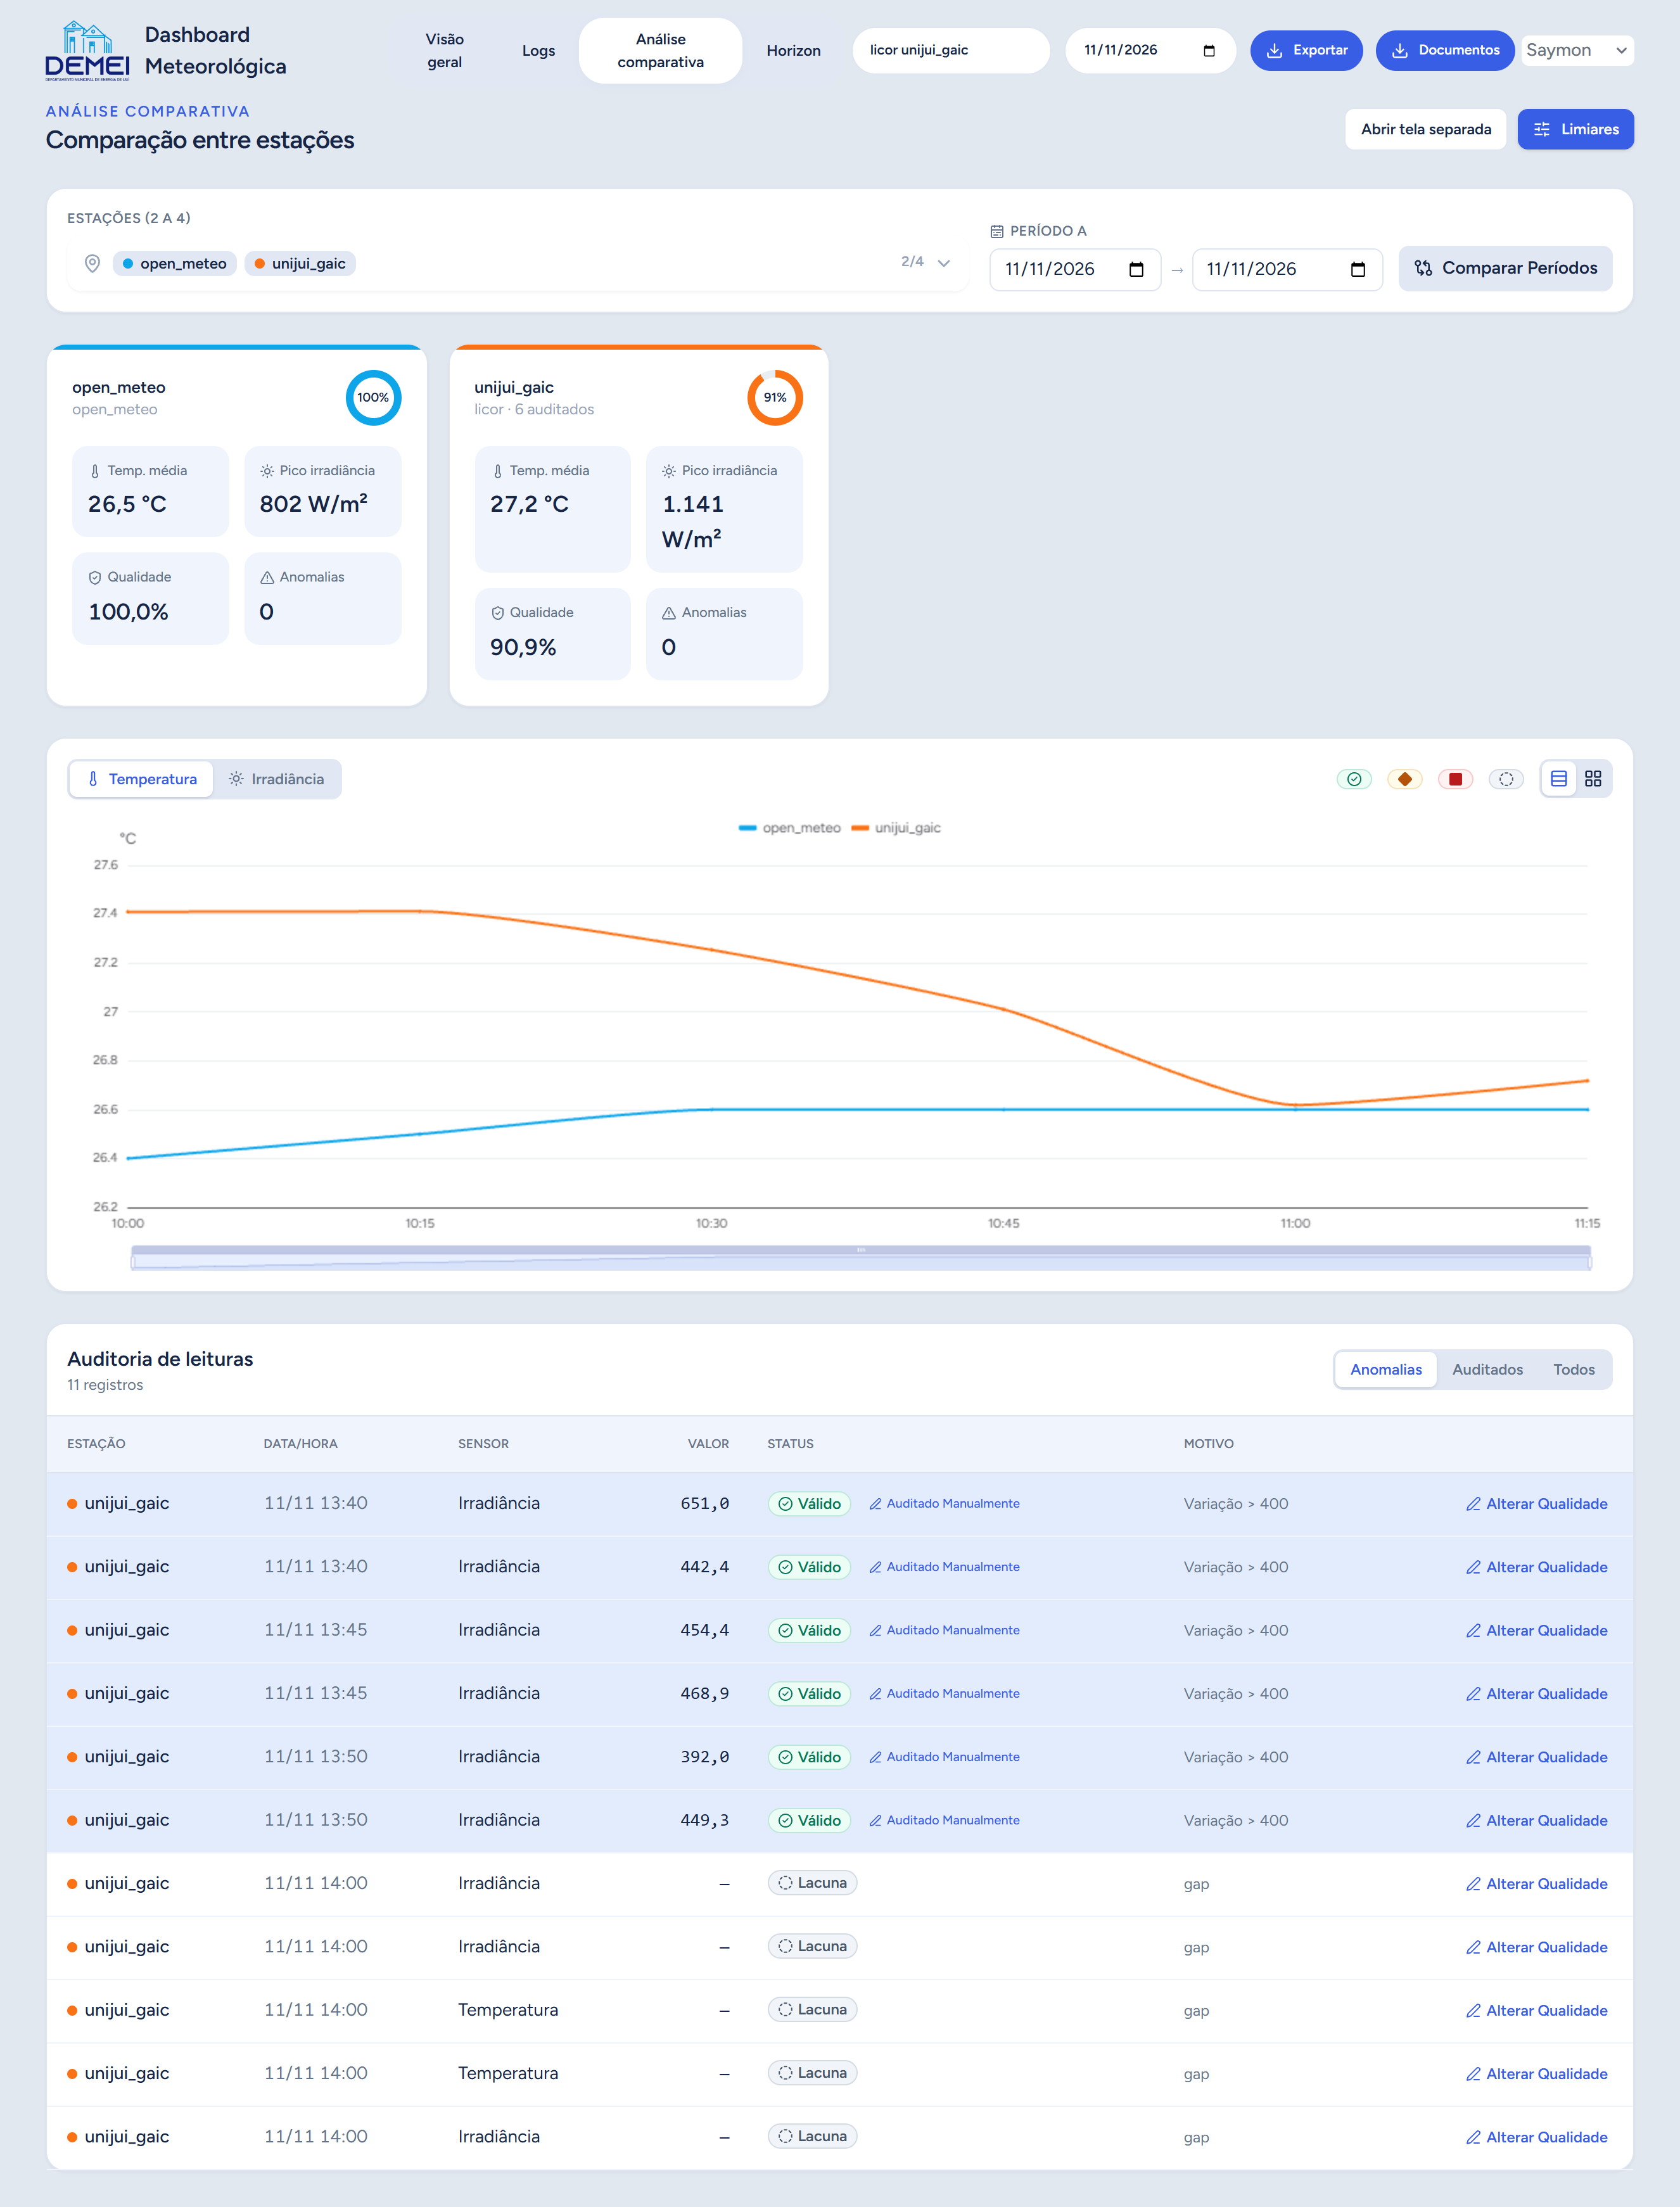 DEMEI
DEPARTAMENTO MUNICIPAL DE ENERGIA DE IJUÍ
Dashboard
Meteorológica
Visão
geral
Logs
Análise
comparativa
Horizon
licor unijui_gaic
11/11/2026
Exportar
Documentos
Saymon
ANÁLISE COMPARATIVA
Comparação entre estações
Abrir tela separada
Limiares
ESTAÇÕES (2 A 4)
open_meteo
unijui_gaic
2/4
PERÍODO A
11/11/2026
→
11/11/2026
Comparar Períodos
open_meteo
open_meteo
100%
Temp. média
26,5 °C
Pico irradiância
802 W/m²
Qualidade
100,0%
Anomalias
0
unijui_gaic
licor · 6 auditados
91%
Temp. média
27,2 °C
Pico irradiância
1.141
W/m²
Qualidade
90,9%
Anomalias
0
Temperatura
Irradiância
open_meteo
unijui_gaic
°C
27.6
27.4
27.2
27
26.8
26.6
26.4
26.2
10:00
10:15
10:30
10:45
11:00
11:15
Auditoria de leituras
11 registros
Anomalias
Auditados
Todos
ESTAÇÃO DATA/HORA SENSOR VALOR STATUS MOTIVO
unijui_gaic 11/11 13:40 Irradiância 651,0 Válido Auditado Manualmente Variação > 400 Alterar Qualidade
unijui_gaic 11/11 13:40 Irradiância 442,4 Válido Auditado Manualmente Variação > 400 Alterar Qualidade
unijui_gaic 11/11 13:45 Irradiância 454,4 Válido Auditado Manualmente Variação > 400 Alterar Qualidade
unijui_gaic 11/11 13:45 Irradiância 468,9 Válido Auditado Manualmente Variação > 400 Alterar Qualidade
unijui_gaic 11/11 13:50 Irradiância 392,0 Válido Auditado Manualmente Variação > 400 Alterar Qualidade
unijui_gaic 11/11 13:50 Irradiância 449,3 Válido Auditado Manualmente Variação > 400 Alterar Qualidade
unijui_gaic 11/11 14:00 Irradiância – Lacuna gap Alterar Qualidade
unijui_gaic 11/11 14:00 Irradiância – Lacuna gap Alterar Qualidade
unijui_gaic 11/11 14:00 Temperatura – Lacuna gap Alterar Qualidade
unijui_gaic 11/11 14:00 Temperatura – Lacuna gap Alterar Qualidade
unijui_gaic 11/11 14:00 Irradiância – Lacuna gap Alterar Qualidade